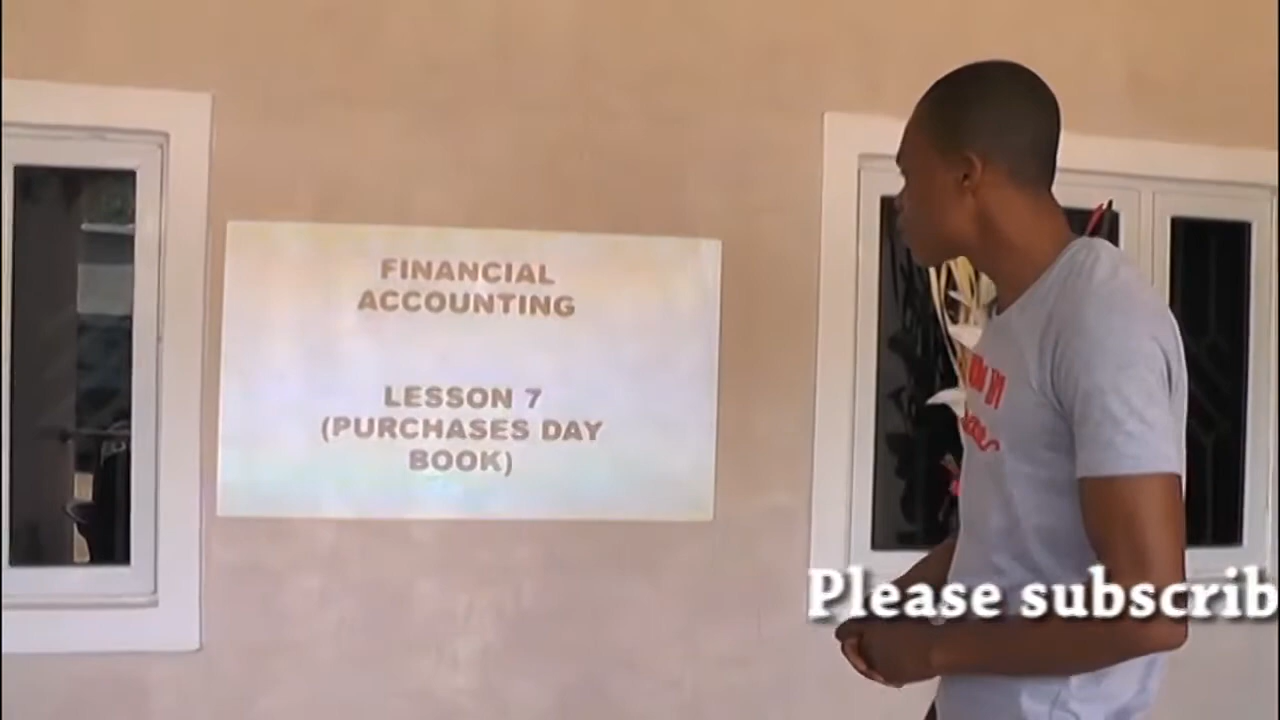 FINANCIAL
ACCOUNTING
LESSON 7
(PURCHASES DAY
BOOK)
Please subscrib